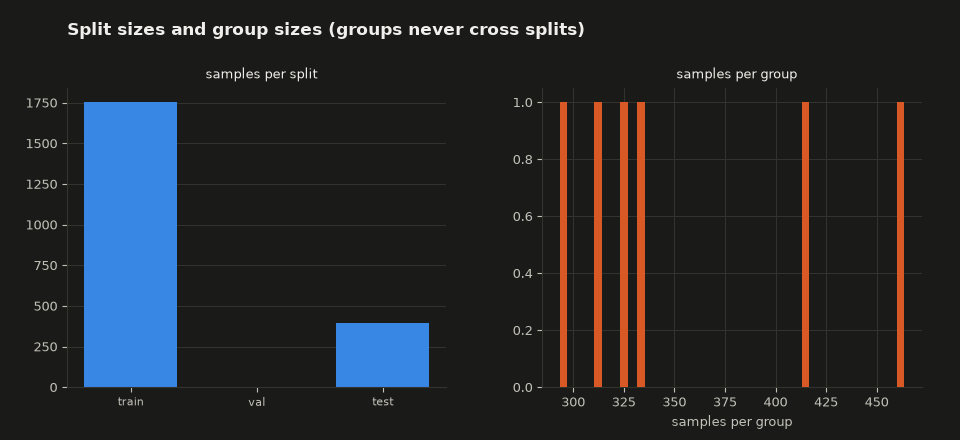 Split sizes and group sizes (groups never cross splits)
samples per split
1750
1500
1250
1000
750
500
250
0
train val test
samples per group
1.0
0.8
0.6
0.4
0.2
0.0
300 325 350 375 400 425 450
samples per group